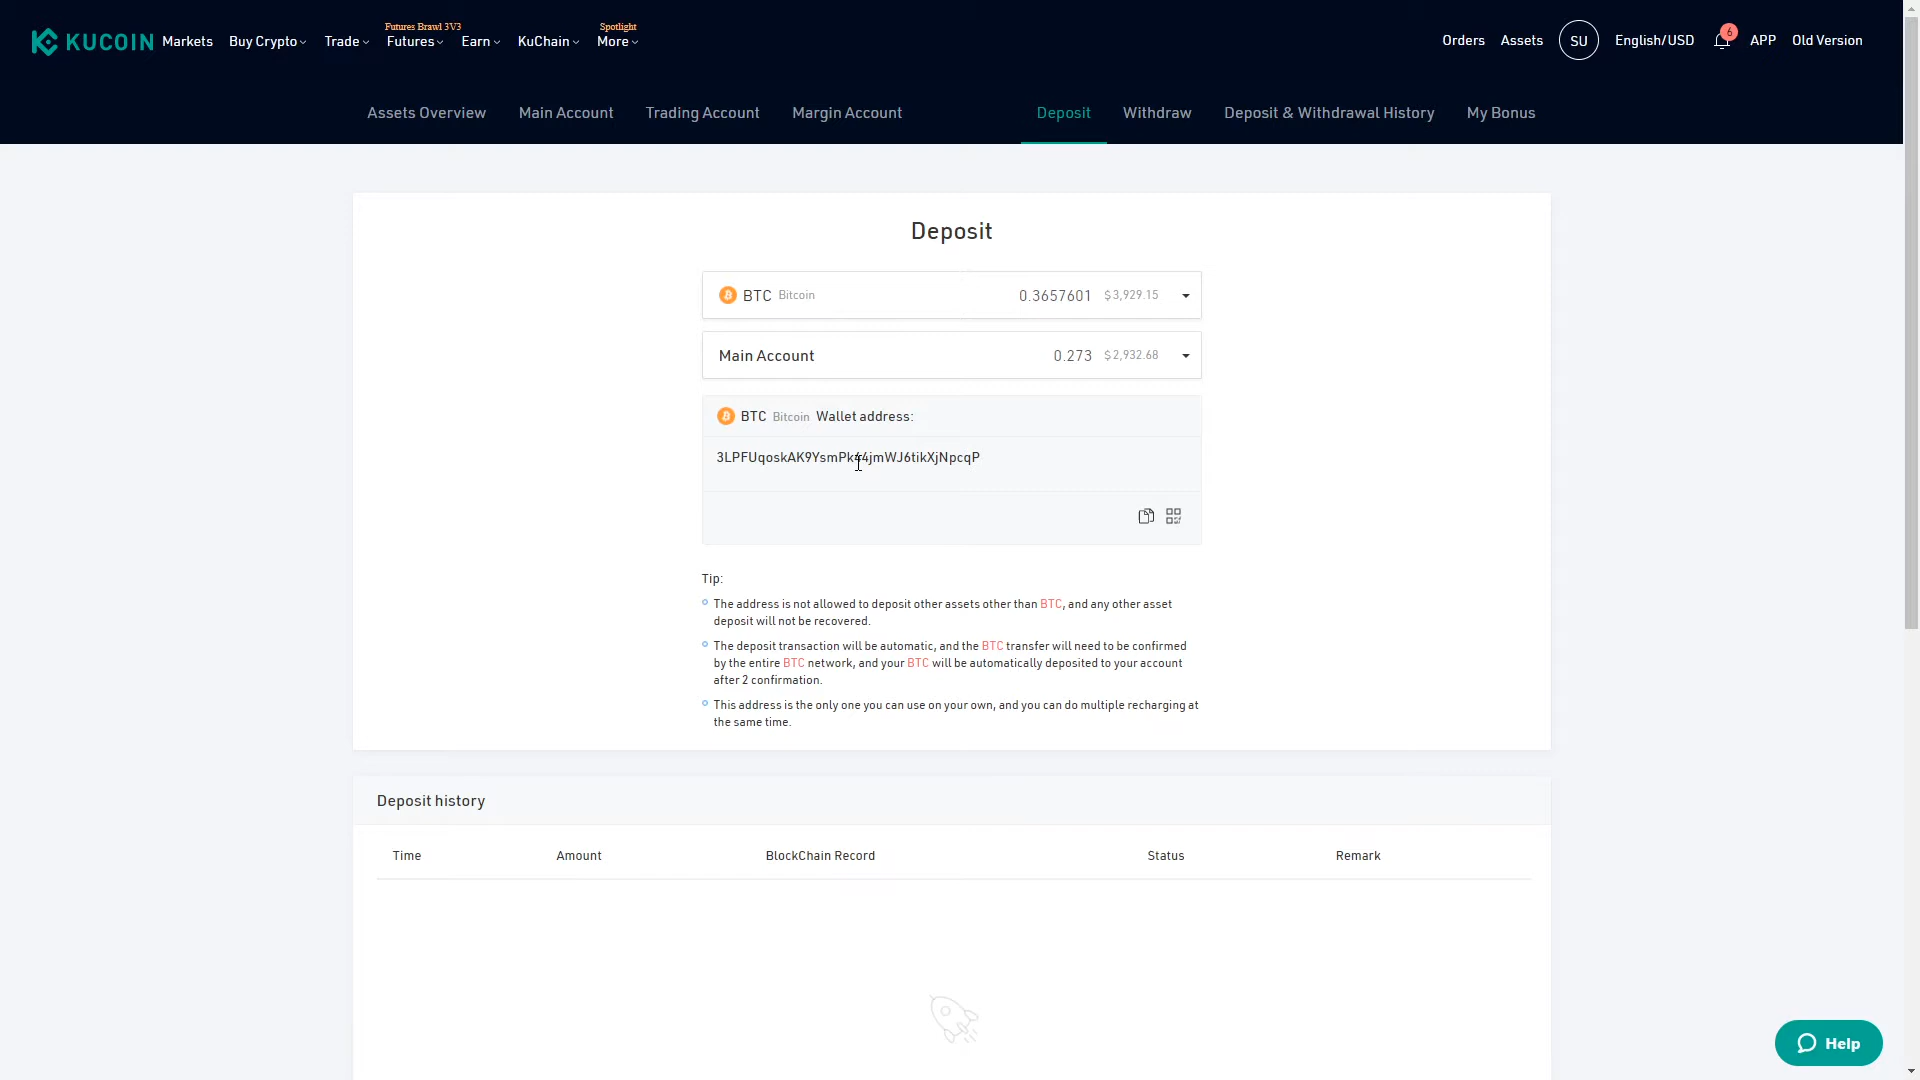 KUCOIN
Markets
Buy Crypto
Trade
Futures Brawl 3V3
Futures
Earn
KuChain
Spotlight
More
Orders
Assets
SU
English/USD
6
APP
Old Version
Assets Overview
Main Account
Trading Account
Margin Account
Deposit
Withdraw
Deposit & Withdrawal History
My Bonus
Deposit
BTC Bitcoin 0.3657601 $ 3,929.15
Main Account 0.273 $ 2,932.68
BTC Bitcoin Wallet address:
Tip:
The address is not allowed to deposit other assets other than BTC, and any other asset
deposit will not be recovered.
The deposit transaction will be automatic, and the BTC transfer will need to be confirmed
by the entire BTC network, and your BTC will be automatically deposited to your account
after 2 confirmation.
This address is the only one you can use on your own, and you can do multiple recharging at
the same time.
Deposit history
Time Amount BlockChain Record Status Remark
Help